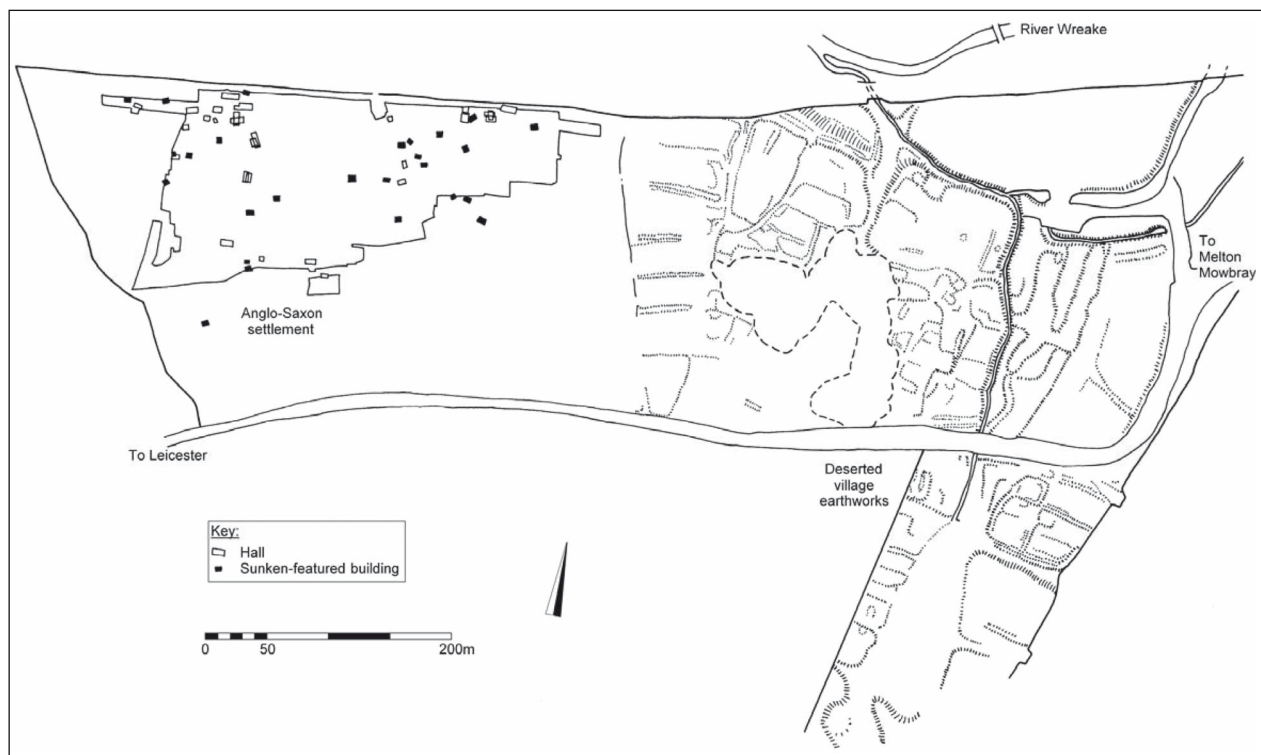 River Wreake
To
Melton
Mowbray
Anglo-Saxon
settlement
To Leicester
Deserted
village
earthworks
Key:
Hall
Sunken-featured building
0 50 200m